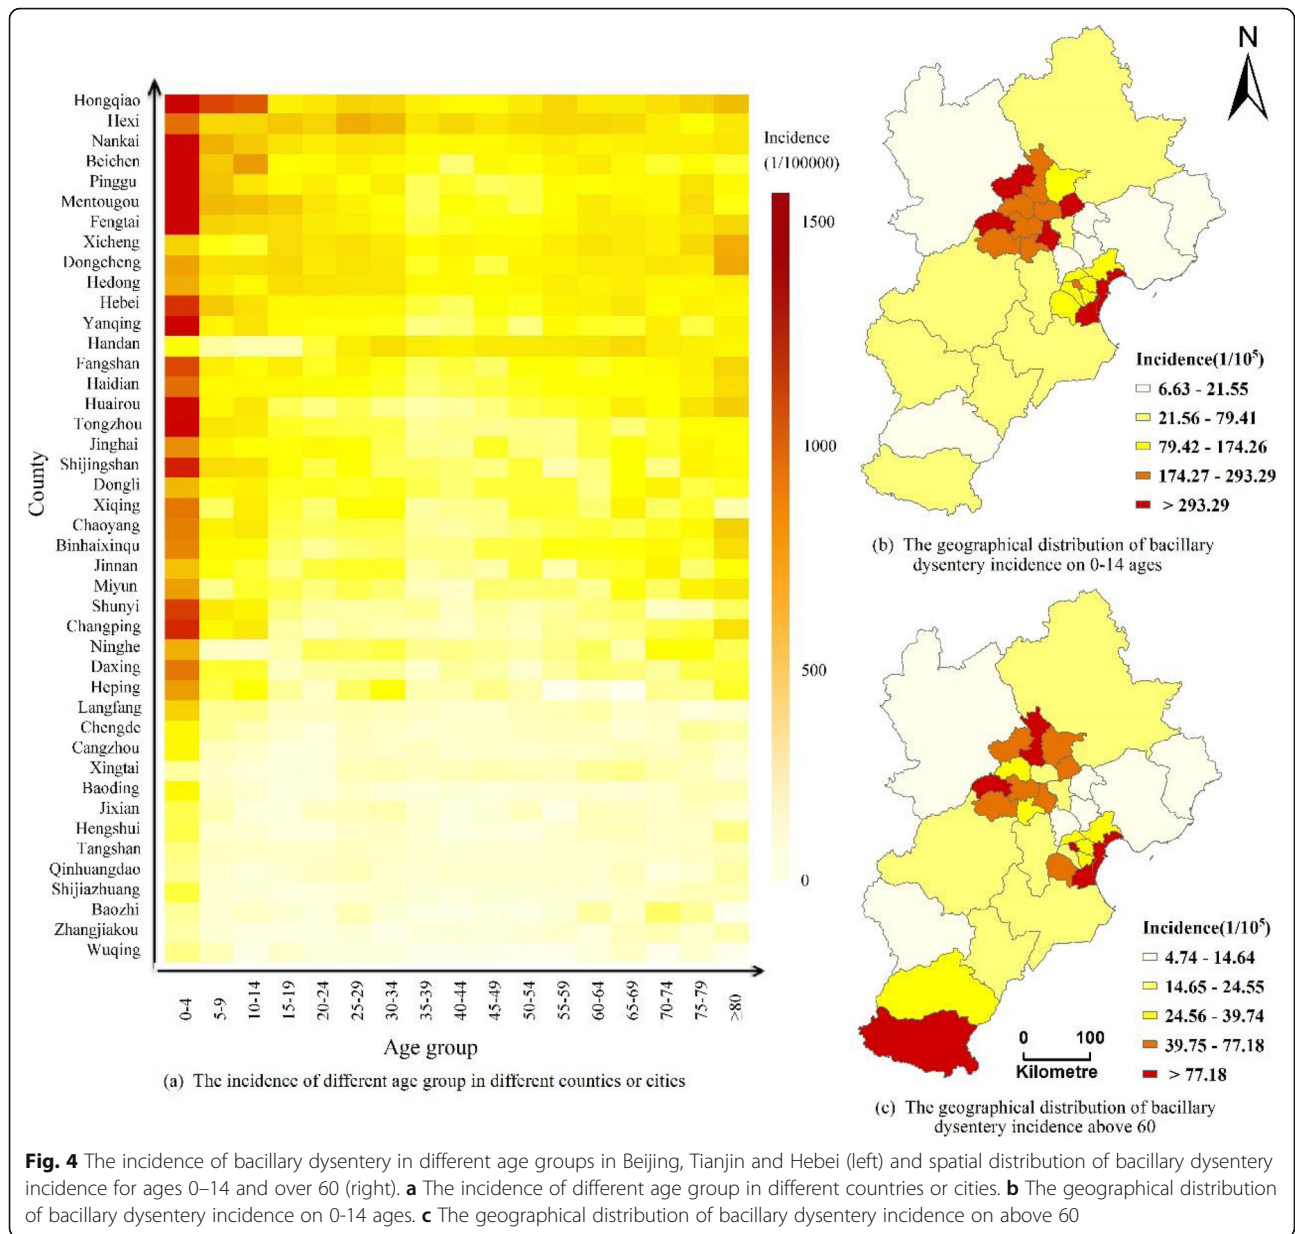 County
Hongqiao
Hexi
Nankai
Beichen
Pinggu
Mentougou
Fengtai
Xicheng
Dongcheng
Hedong
Hebei
Yanqing
Handan
Fangshan
Haidian
Huairou
Tongzhou
Jinghai
Shijingshan
Dongli
Xiqing
Chaoyang
Binhaixinqu
Jinnan
Miyun
Shunyi
Changping
Ninghe
Daxing
Heping
Langfang
Chengde
Cangzhou
Xingtai
Baoding
Jixian
Hengshui
Tangshan
Qinhuangdao
Shijiazhuang
Baozhi
Zhangjiakou
Wuqing
0-4
5-9
10-14
15-19
20-24
25-29
30-34
35-39
40-44
45-49
50-54
55-59
60-64
65-69
70-74
75-79
≥80
Age group
Incidence
(1/100000)
1500
1000
500
0
(a) The incidence of different age group in different counties or cities
N
Incidence(1/10⁵)
6.63 - 21.55
21.56 - 79.41
79.42 - 174.26
174.27 - 293.29
> 293.29
(b) The geographical distribution of bacillary
dysentery incidence on 0-14 ages
Incidence(1/10⁵)
4.74 - 14.64
14.65 - 24.55
24.56 - 39.74
39.75 - 77.18
> 77.18
0 100
Kilometre
(c) The geographical distribution of bacillary
dysentery incidence above 60
Fig. 4 The incidence of bacillary dysentery in different age groups in Beijing, Tianjin and Hebei (left) and spatial distribution of bacillary dysentery
incidence for ages 0–14 and over 60 (right). a The incidence of different age group in different countries or cities. b The geographical distribution
of bacillary dysentery incidence on 0-14 ages. c The geographical distribution of bacillary dysentery incidence on above 60